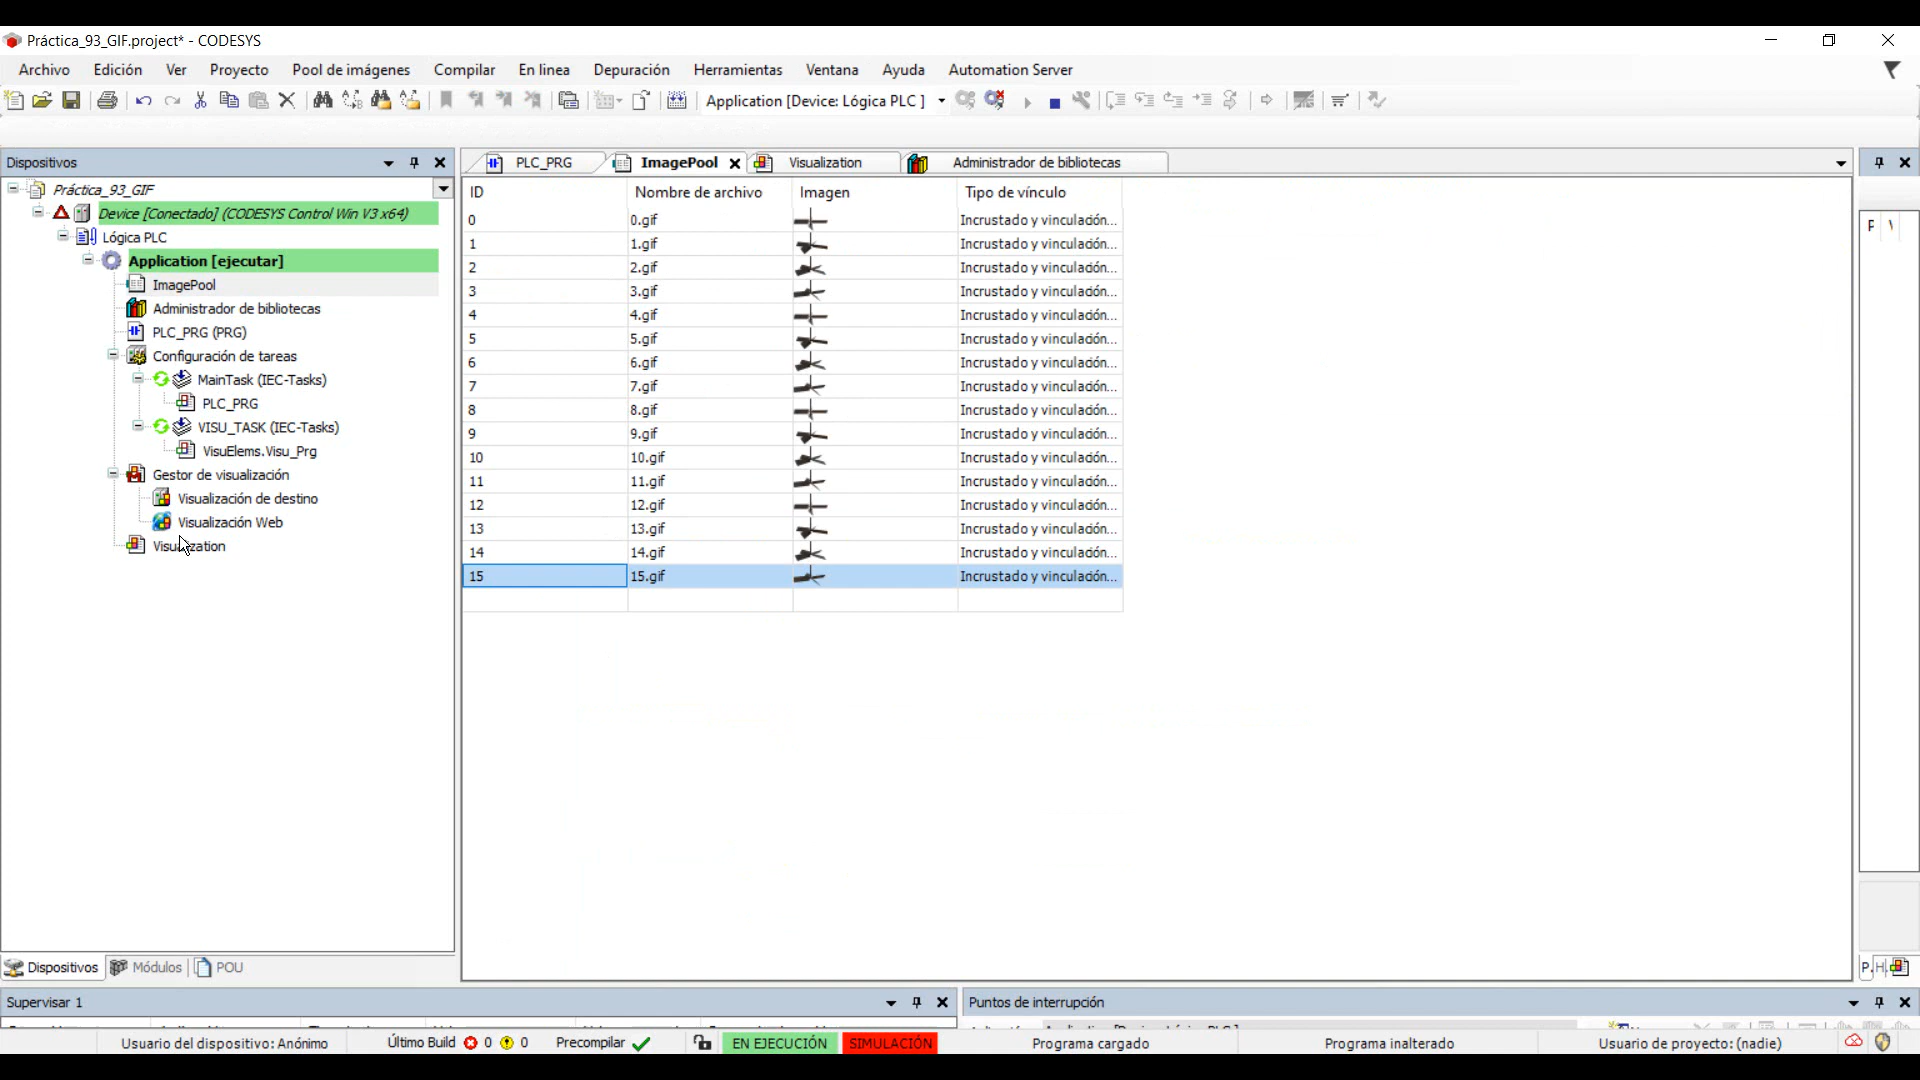 Práctica_93_GIF.project* - CODESYS
Archivo Edición Ver Proyecto Pool de imágenes Compilar En linea Depuración Herramientas Ventana Ayuda Automation Server
Application [Device: Lógica PLC ]
Dispositivos
PLC_PRG ImagePool Visualization Administrador de bibliotecas
Práctica_93_GIF
Device [Conectado] (CODESYS Control Win V3 x64)
Lógica PLC
Application [ejecutar]
ImagePool
Administrador de bibliotecas
PLC_PRG (PRG)
Configuración de tareas
MainTask (IEC-Tasks)
PLC_PRG
VISU_TASK (IEC-Tasks)
VisuElems.Visu_Prg
Gestor de visualización
Visualización de destino
Visualización Web
Visualization
ID Nombre de archivo Imagen Tipo de vínculo
0 0.gif Incrustado y vinculación...
1 1.gif Incrustado y vinculación...
2 2.gif Incrustado y vinculación...
3 3.gif Incrustado y vinculación...
4 4.gif Incrustado y vinculación...
5 5.gif Incrustado y vinculación...
6 6.gif Incrustado y vinculación...
7 7.gif Incrustado y vinculación...
8 8.gif Incrustado y vinculación...
9 9.gif Incrustado y vinculación...
10 10.gif Incrustado y vinculación...
11 11.gif Incrustado y vinculación...
12 12.gif Incrustado y vinculación...
13 13.gif Incrustado y vinculación...
14 14.gif Incrustado y vinculación...
15 15.gif Incrustado y vinculación...
Dispositivos Módulos POU
P. H
Supervisar 1
Puntos de interrupción
Usuario del dispositivo: Anónimo Último Build 0 0 Precompilar EN EJECUCIÓN SIMULACIÓN Programa cargado Programa inalterado Usuario de proyecto: (nadie)